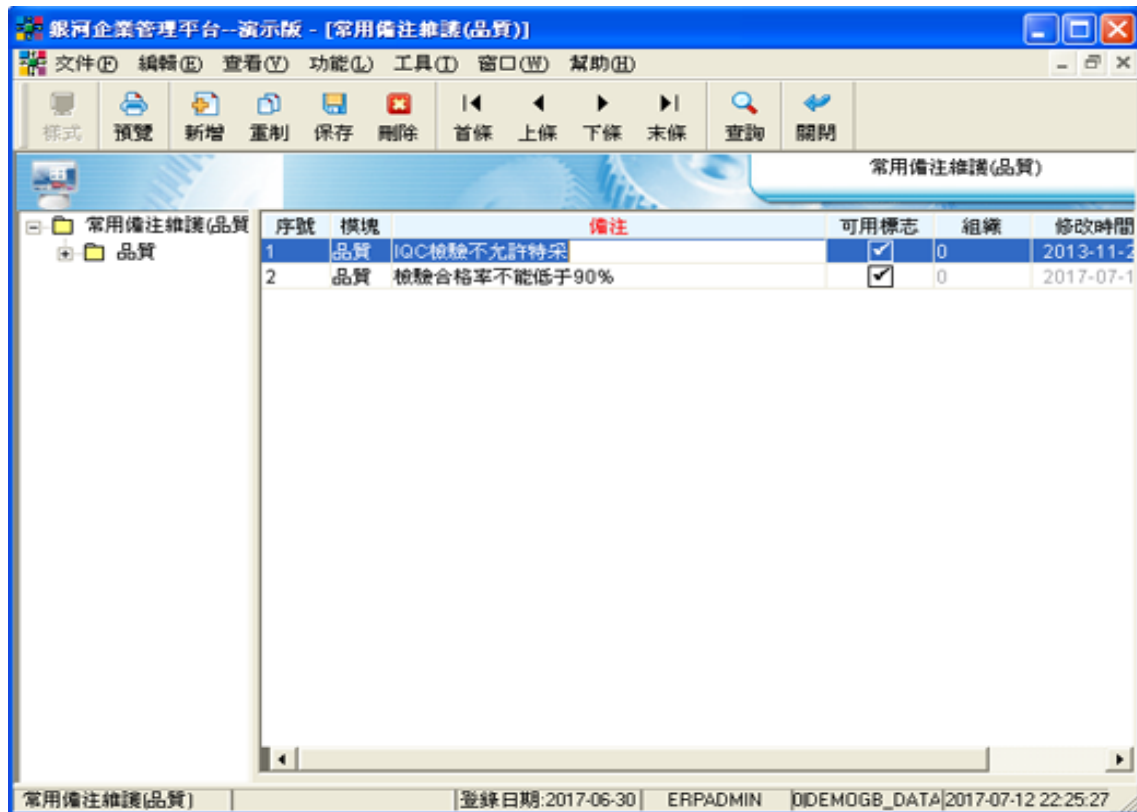 銀河企業管理平台--演示版 - [常用備注維護(品質)]
文件(F) 編輯(E) 查看(V) 功能(L) 工具(T) 窗口(W) 幫助(H)
樣式 預覽 新增 重制 保存 刪除 首條 上條 下條 末條 查詢 關閉
常用備注維護(品質)
常用備注維護(品質
品質
序號 模塊 備注 可用標志 組織 修改時間
1 品質 IQC檢驗不允許特采 0 2013-11-2
2 品質 檢驗合格率不能低于90% 0 2017-07-1
常用備注維護(品質) 登錄日期:2017-06-30 ERPADMIN 0|DEMOGB_DATA 2017-07-12 22:25:27